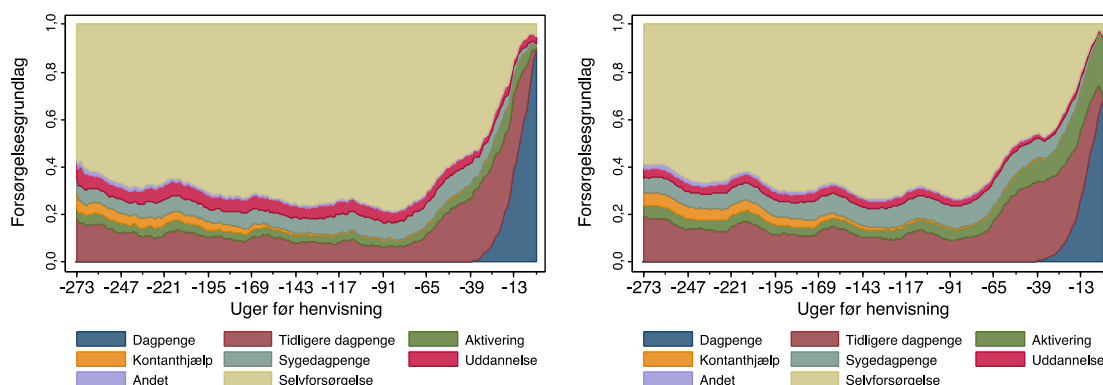 Forsørgelsesgrundlag
1,0
0,8
0,6
0,4
0,2
0,0
-273 -247 -221 -195 -169 -143 -117 -91 -65 -39 -13
Uger før henvisning
Dagpenge Tidligere dagpenge Aktivering
Kontanthjælp Sygedagpenge Uddannelse
Andet Selvforsørgelse
Forsørgelsesgrundlag
1,0
0,8
0,6
0,4
0,2
0,0
-273 -247 -221 -195 -169 -143 -117 -91 -65 -39 -13
Uger før henvisning
Dagpenge Tidligere dagpenge Aktivering
Kontanthjælp Sygedagpenge Uddannelse
Andet Selvforsørgelse